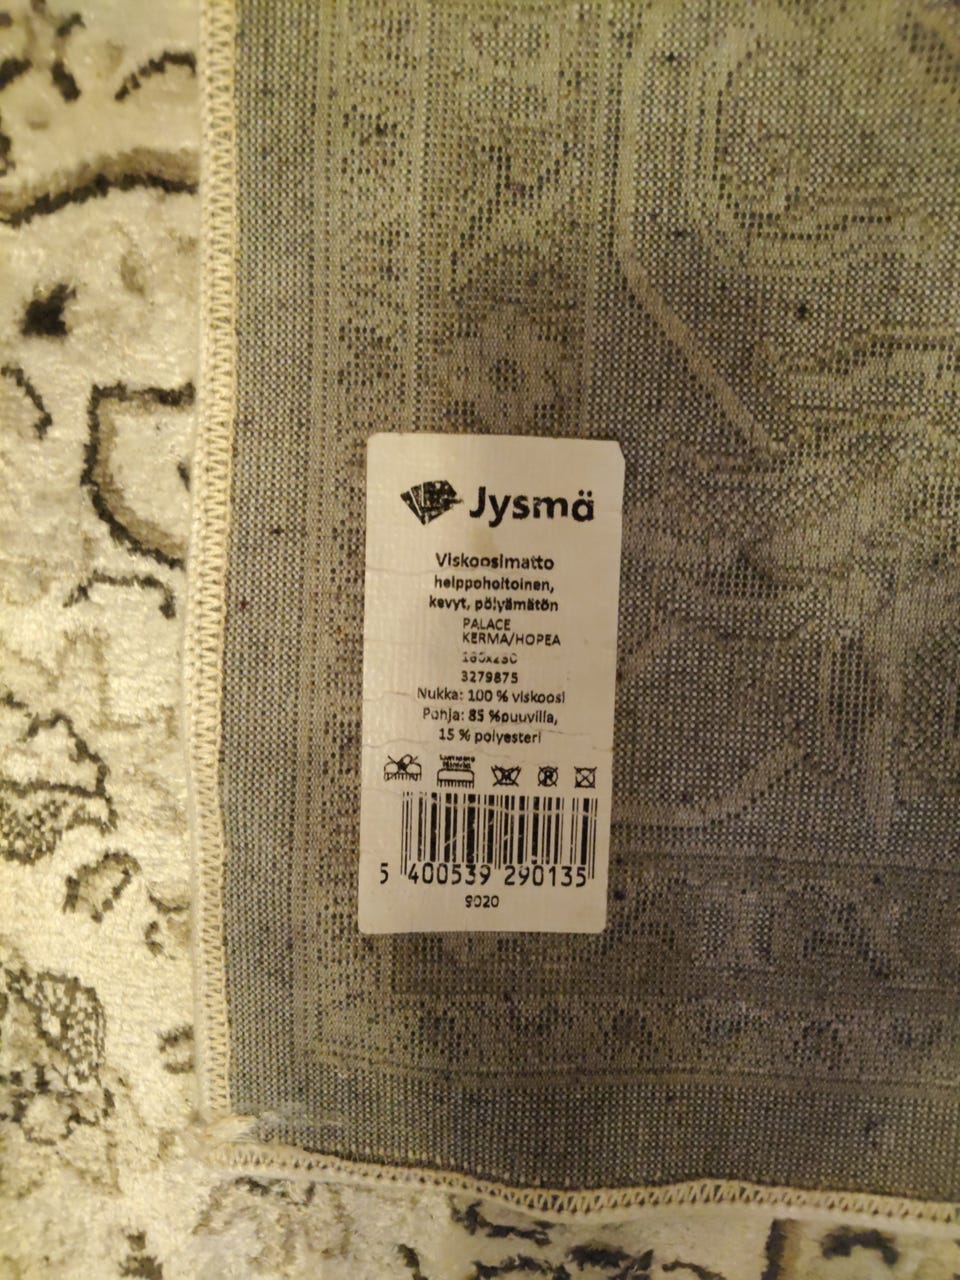 Jysmä
Viskoosimatto
helppohoitoinen,
kevyt, pölyämätön
PALACE
KERMA/HOPEA
160x230
3279875
Nukka: 100 % viskoosi
Pohja: 85 %puuvilla,
15 % polyesteri
5 400539 290135
9020